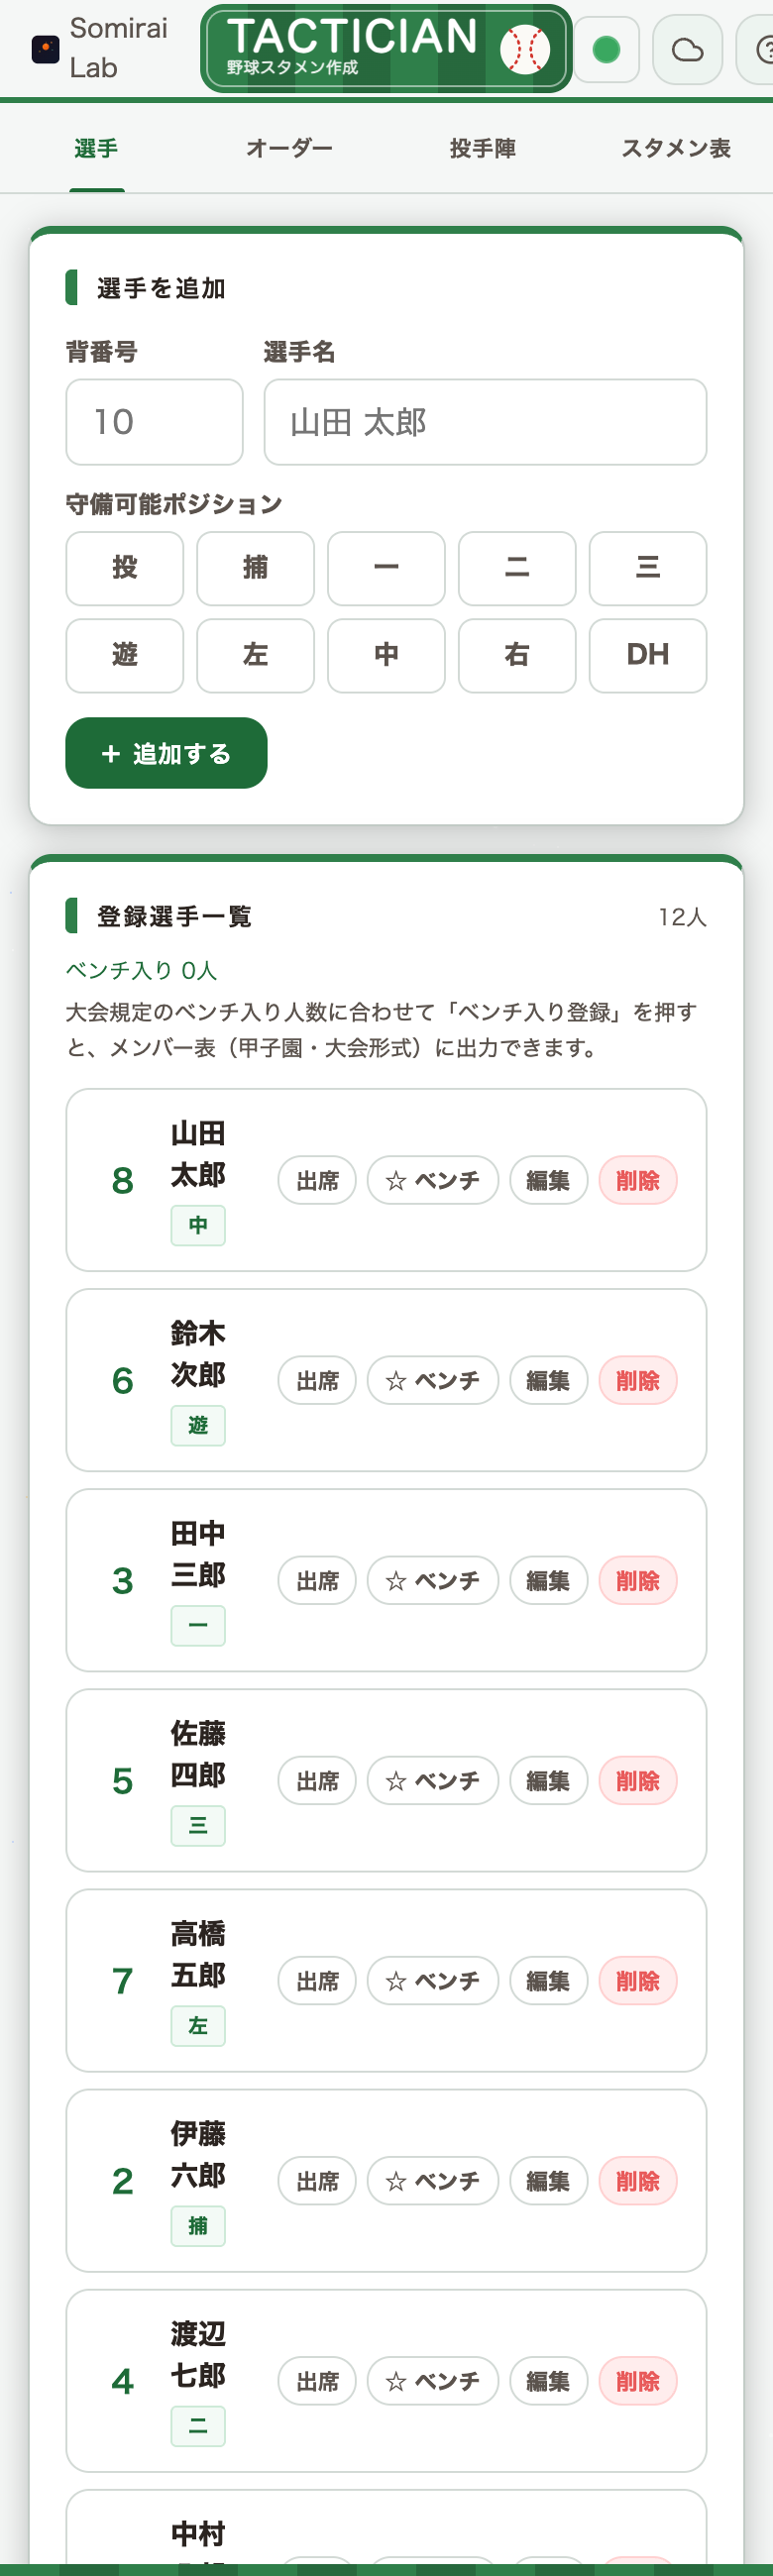 Somirai
Lab
TACTICIAN
野球スタメン作成
選手 オーダー 投手陣 スタメン表
選手を追加
背番号 選手名
10 山田 太郎
守備可能ポジション
投 捕 一 二 三
遊 左 中 右 DH
+ 追加する
登録選手一覧 12人
ベンチ入り 0人
大会規定のベンチ入り人数に合わせて「ベンチ入り登録」を押す
と、メンバー表（甲子園・大会形式）に出力できます。
山田
太郎
8 出席 ☆ ベンチ 編集 削除
中
鈴木
次郎
6 出席 ☆ ベンチ 編集 削除
遊
田中
三郎
3 出席 ☆ ベンチ 編集 削除
一
佐藤
四郎
5 出席 ☆ ベンチ 編集 削除
三
高橋
五郎
7 出席 ☆ ベンチ 編集 削除
左
伊藤
六郎
2 出席 ☆ ベンチ 編集 削除
捕
渡辺
七郎
4 出席 ☆ ベンチ 編集 削除
二
中村